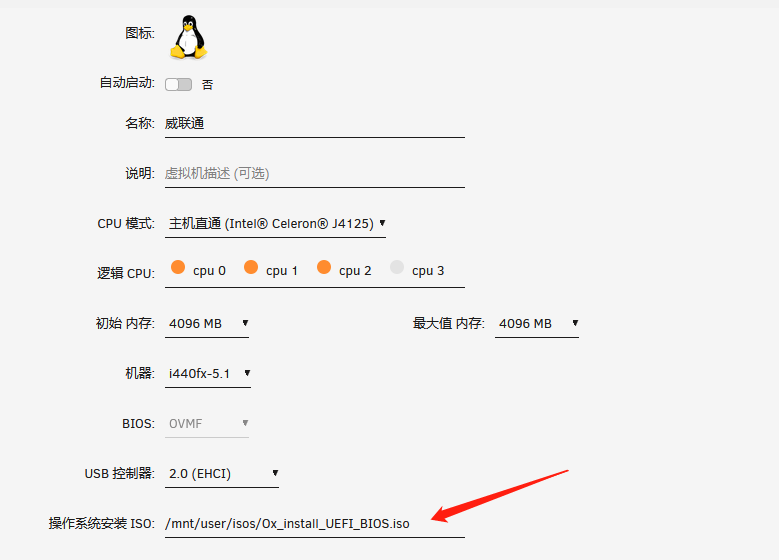 图标:
自动启动: 否
名称: 威联通
说明: 虚拟机描述 (可选)
CPU 模式: 主机直通 (Intel® Celeron® J4125)
逻辑 CPU: cpu 0 cpu 1 cpu 2 cpu 3
初始 内存: 4096 MB 最大值 内存: 4096 MB
机器: i440fx-5.1
BIOS: OVMF
USB 控制器: 2.0 (EHCI)
操作系统安装 ISO: /mnt/user/isos/Ox_install_UEFI_BIOS.iso